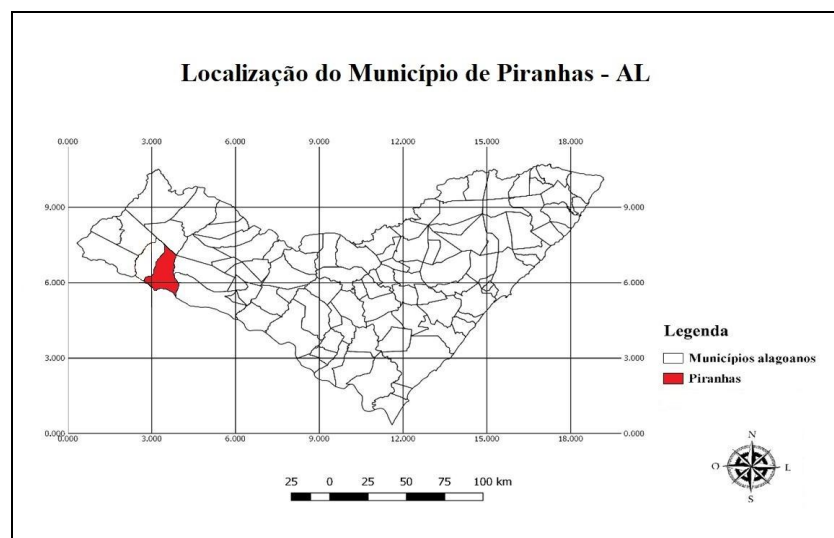 Localização do Município de Piranhas - AL
0.000 3.000 6.000 9.000 12.000 15.000 18.000
9.000 9.000
6.000 6.000
3.000 3.000
0.000 0.000
0.000 3.000 6.000 9.000 12.000 15.000 18.000
Legenda
Municípios alagoanos
Piranhas
N
O L
S
25 0 25 50 75 100 km